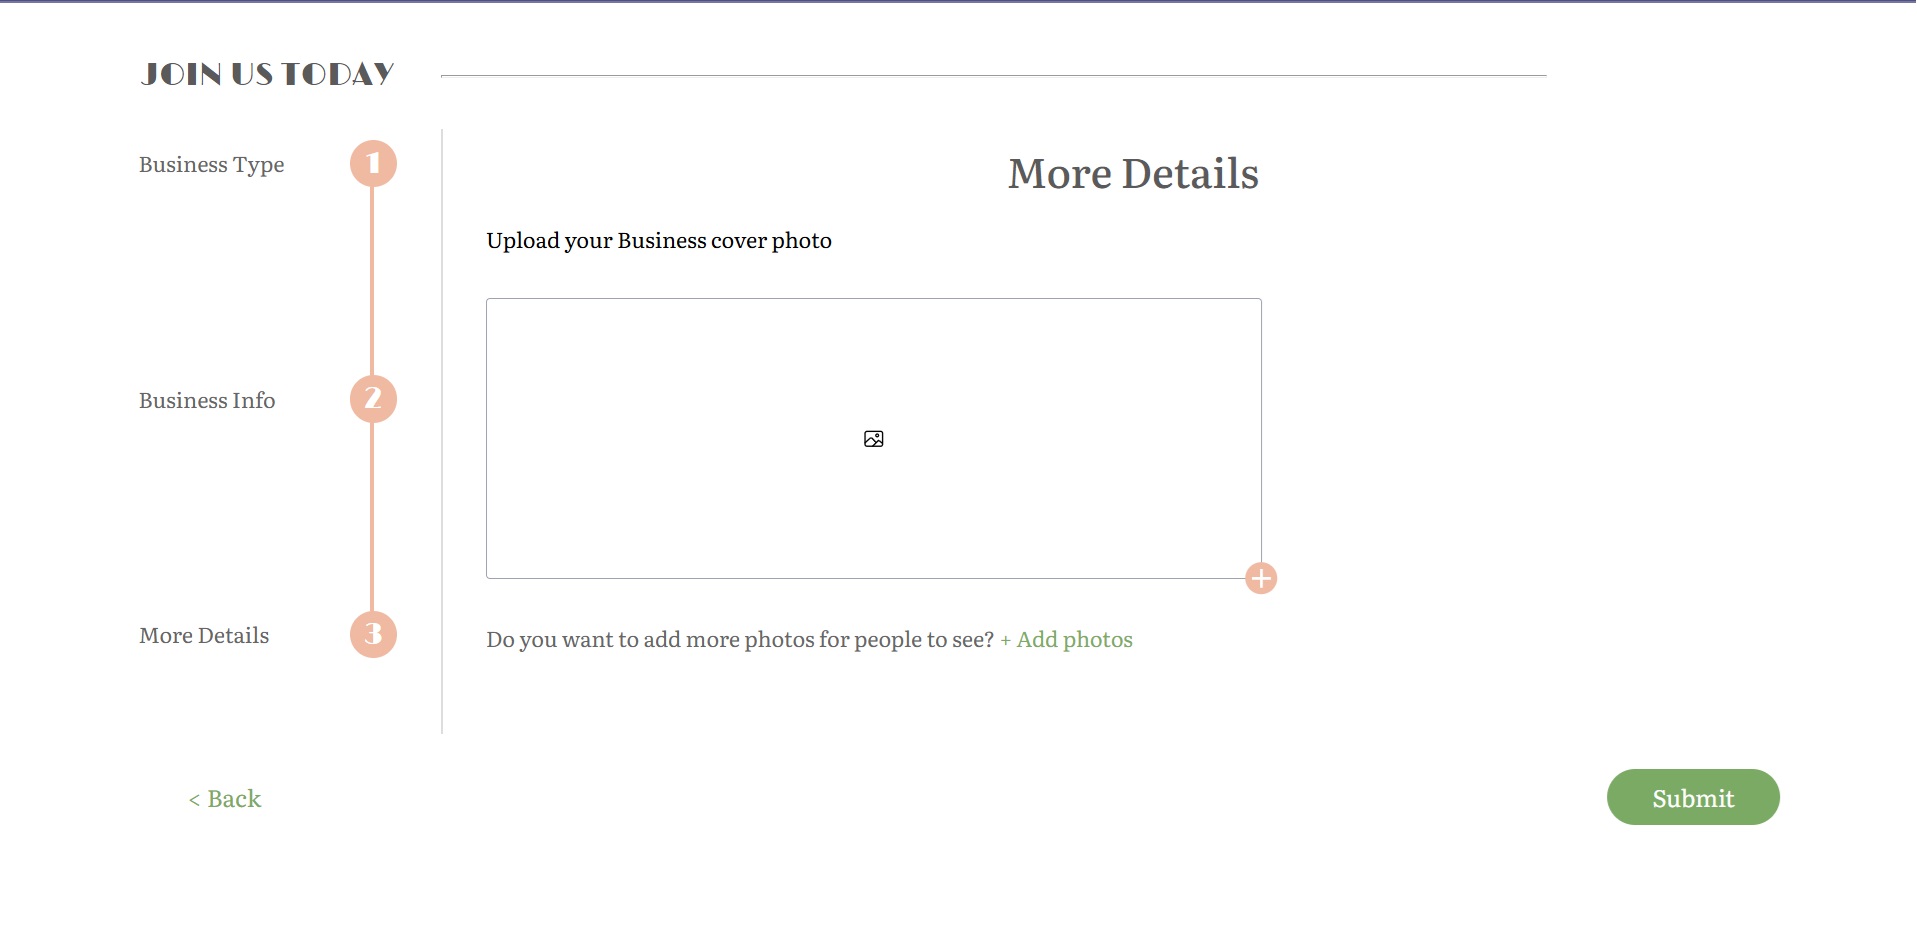 JOIN US TODAY
Business Type
1
More Details
Upload your Business cover photo
Business Info
2
More Details
3
Do you want to add more photos for people to see? + Add photos
< Back
Submit